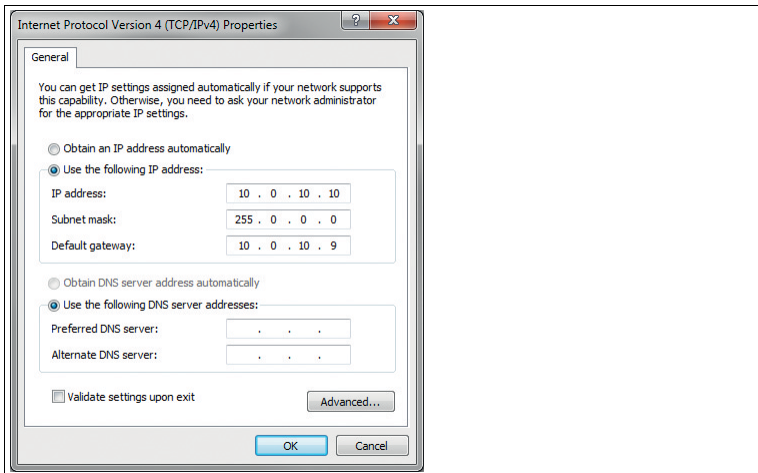 Internet Protocol Version 4 (TCP/IPv4) Properties
?
General
You can get IP settings assigned automatically if your network supports
this capability. Otherwise, you need to ask your network administrator
for the appropriate IP settings.
Obtain an IP address automatically
Use the following IP address:
IP address: 10 . 0 . 10 . 10
Subnet mask: 255 . 0 . 0 . 0
Default gateway: 10 . 0 . 10 . 9
Obtain DNS server address automatically
Use the following DNS server addresses:
Preferred DNS server: . . .
Alternate DNS server: . . .
Validate settings upon exit
Advanced...
OK Cancel